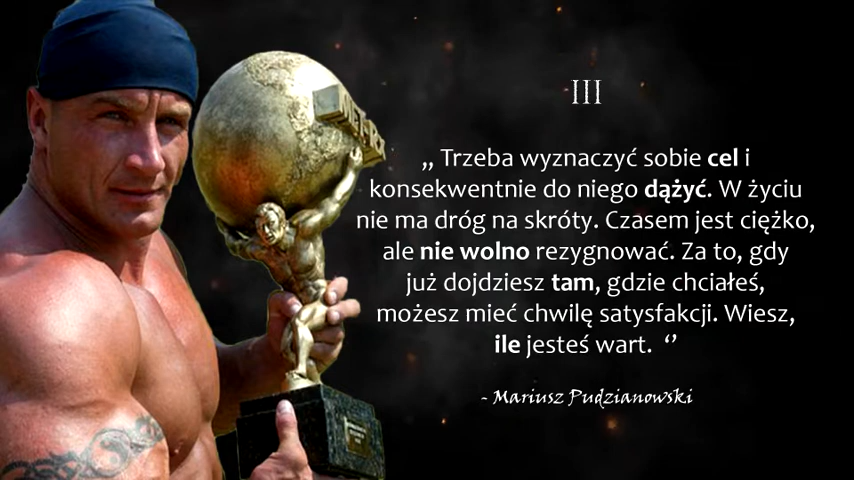 III
„ Trzeba wyznaczyć sobie cel i
konsekwentnie do niego dążyć. W życiu
nie ma dróg na skróty. Czasem jest ciężko,
ale nie wolno rezygnować. Za to, gdy
już dojdziesz tam, gdzie chciałeś,
możesz mieć chwilę satysfakcji. Wiesz,
ile jesteś wart. ‘’
- Mariusz Pudzianowski
MET-RX